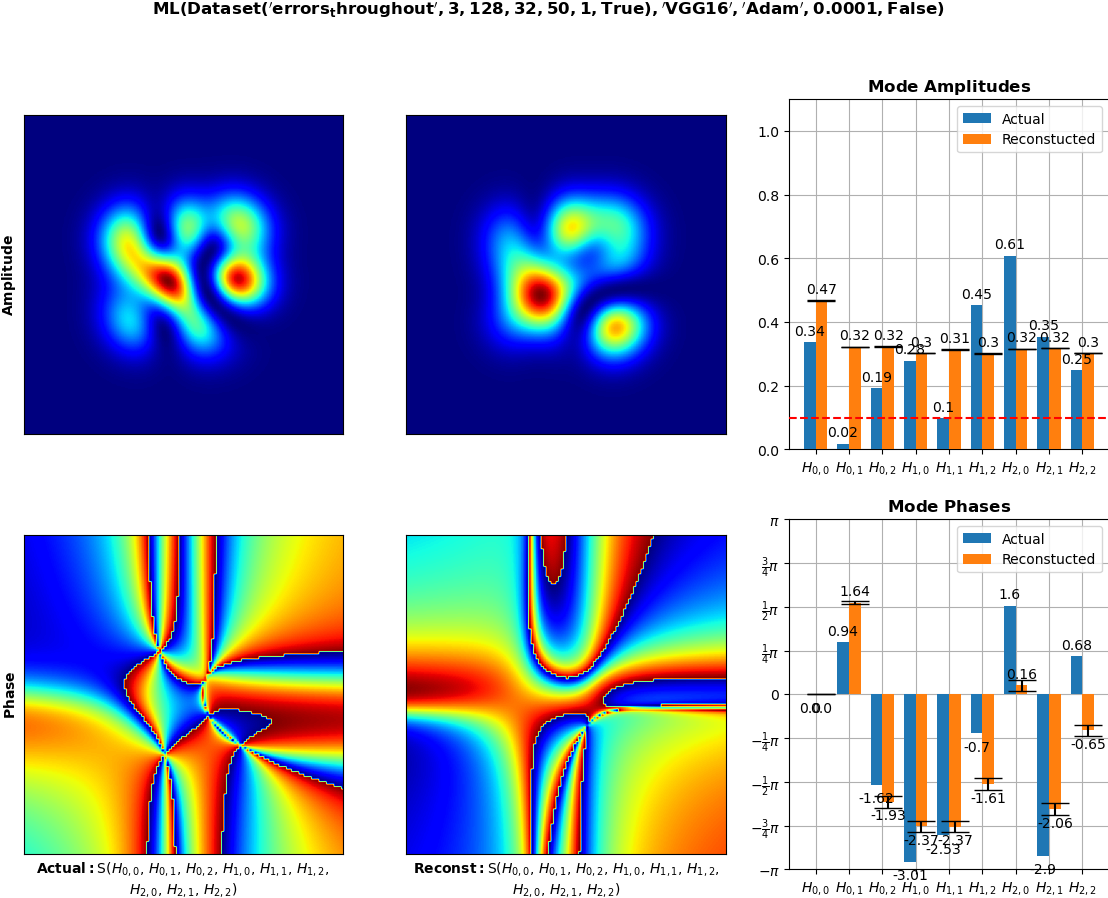 ML(Dataset('errors_throughout', 3, 128, 32, 50, 1, True), 'VGG16', 'Adam', 0.0001, False)
Mode Amplitudes
Amplitude
Actual
Reconstucted
1.0
0.8
0.6
0.4
0.2
0.0
0.34
0.02
0.19
0.28
0.1
0.45
0.61
0.35
0.25
0.47
0.32
0.32
0.3
0.31
0.3
0.32
0.32
0.3
H0,0 H0,1 H0,2 H1,0 H1,1 H1,2 H2,0 H2,1 H2,2
Mode Phases
Phase
Actual
Reconstucted
π
3/4π
1/2π
1/4π
0
−1/4π
−1/2π
−3/4π
−π
0.0
0.94
-1.62
-3.01
-2.53
-0.7
1.6
2.9
0.68
0.0
1.64
-1.93
-2.37
-2.37
-1.61
0.16
-2.06
-0.65
H0,0 H0,1 H0,2 H1,0 H1,1 H1,2 H2,0 H2,1 H2,2
Actual: S(H0,0, H0,1, H0,2, H1,0, H1,1, H1,2,
H2,0, H2,1, H2,2)
Reconst: S(H0,0, H0,1, H0,2, H1,0, H1,1, H1,2,
H2,0, H2,1, H2,2)